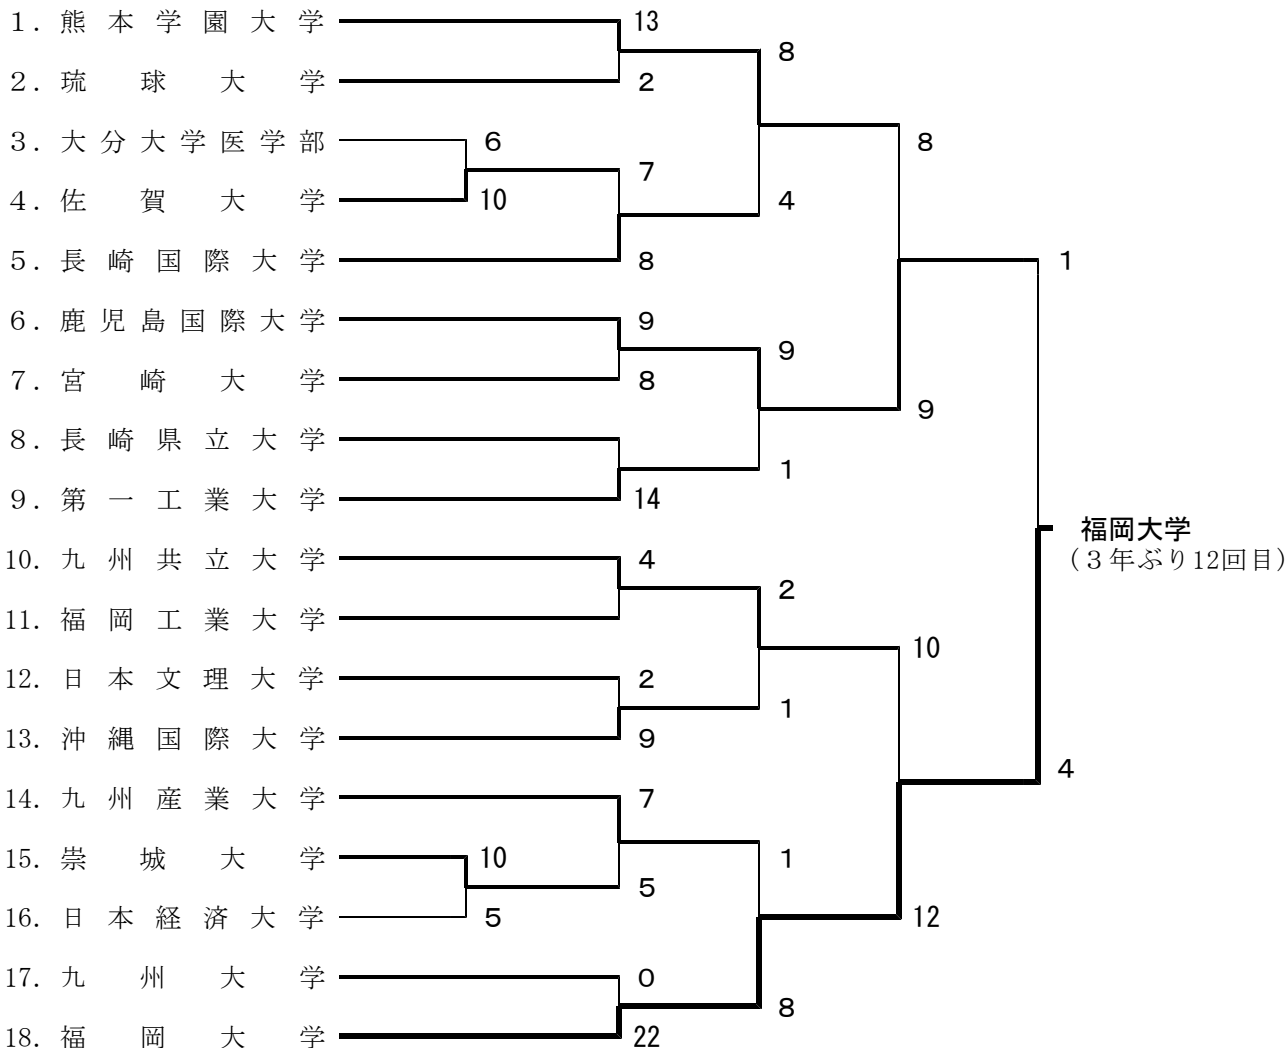 1. 熊本学園大学 13
8
2. 琉球大学 2
3. 大分大学医学部 6
8
7
4. 佐賀大学 10
4
5. 長崎国際大学 8
1
6. 鹿児島国際大学 9
9
7. 宮崎大学 8
9
8. 長崎県立大学
1
9. 第一工業大学 14
福岡大学
(3年ぶり12回目)
10. 九州共立大学 4
2
11. 福岡工業大学
10
12. 日本文理大学 2
1
13. 沖縄国際大学 9
4
14. 九州産業大学 7
15. 崇城大学 10
1
5
16. 日本経済大学 5
12
17. 九州大学 0
8
18. 福岡大学 22